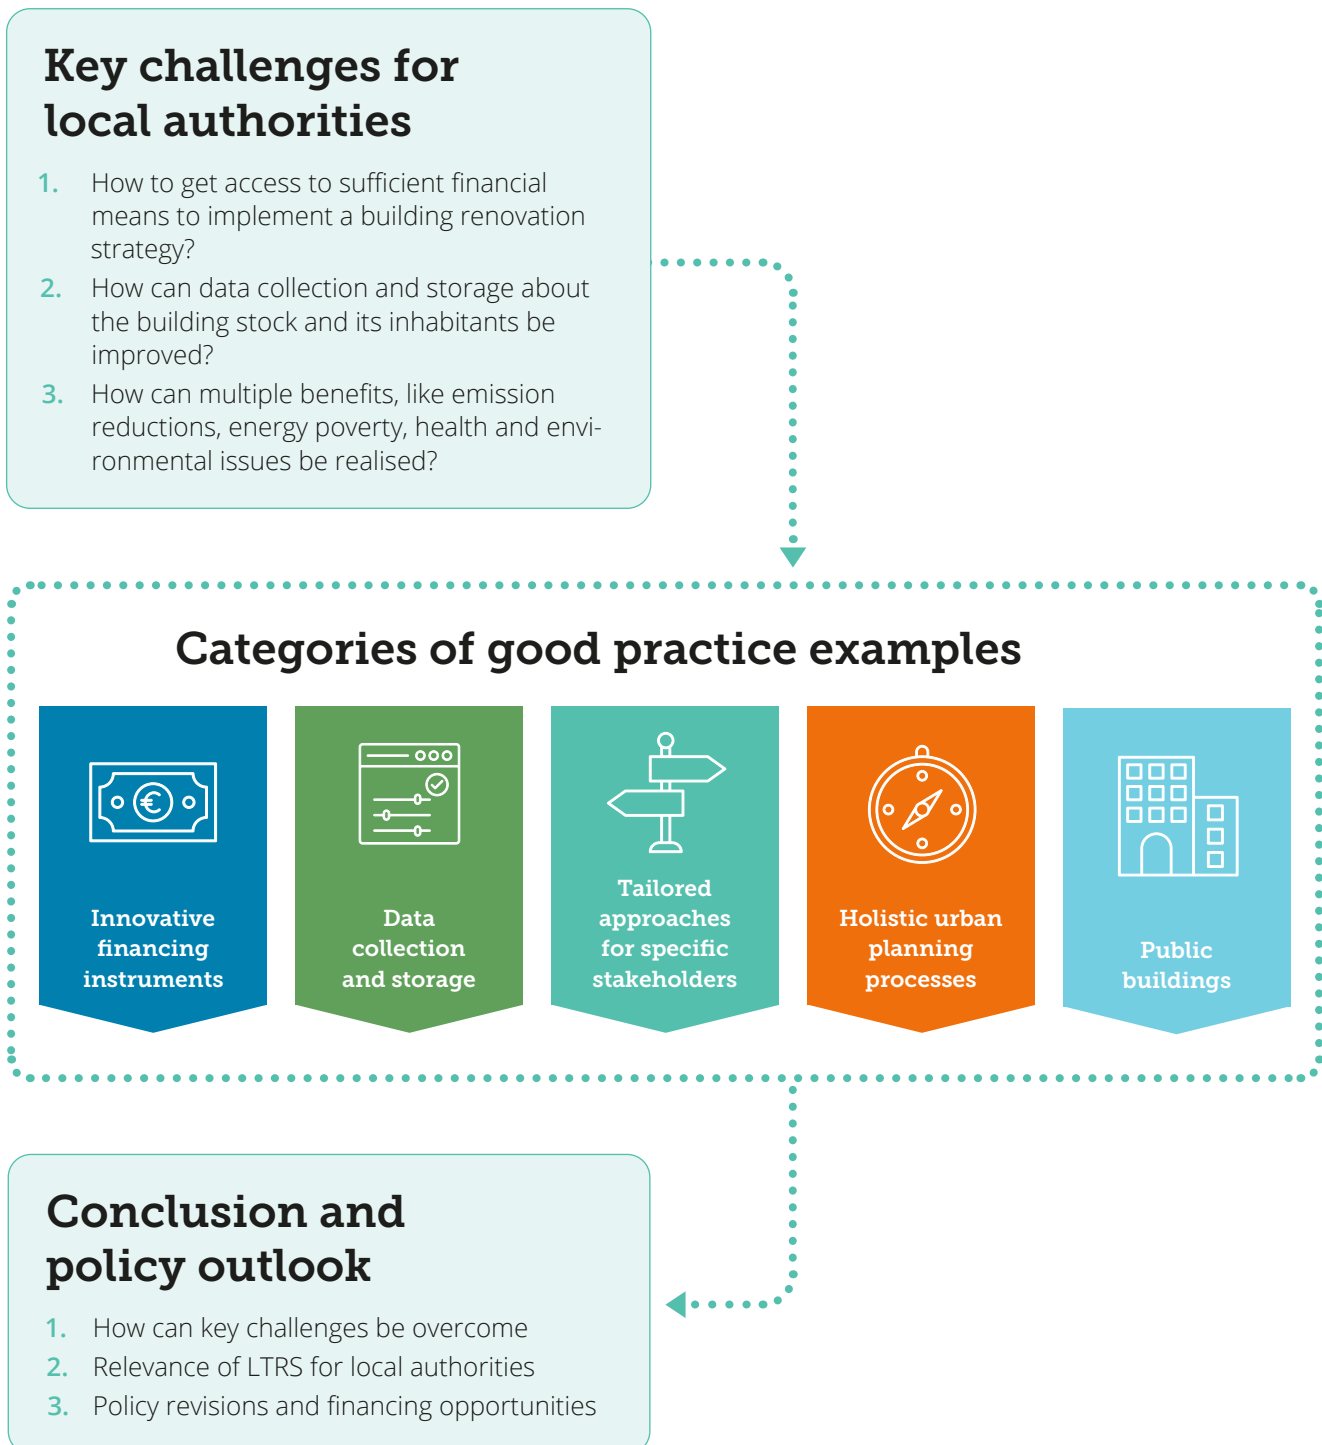 Key challenges for
local authorities
1. How to get access to sufficient financial
means to implement a building renovation
strategy?
2. How can data collection and storage about
the building stock and its inhabitants be
improved?
3. How can multiple benefits, like emission
reductions, energy poverty, health and envi-
ronmental issues be realised?
Categories of good practice examples
€
Innovative
financing
instruments
Data
collection
and storage
Tailored
approaches
for specific
stakeholders
Holistic urban
planning
processes
Public
buildings
Conclusion and
policy outlook
1. How can key challenges be overcome
2. Relevance of LTRS for local authorities
3. Policy revisions and financing opportunities